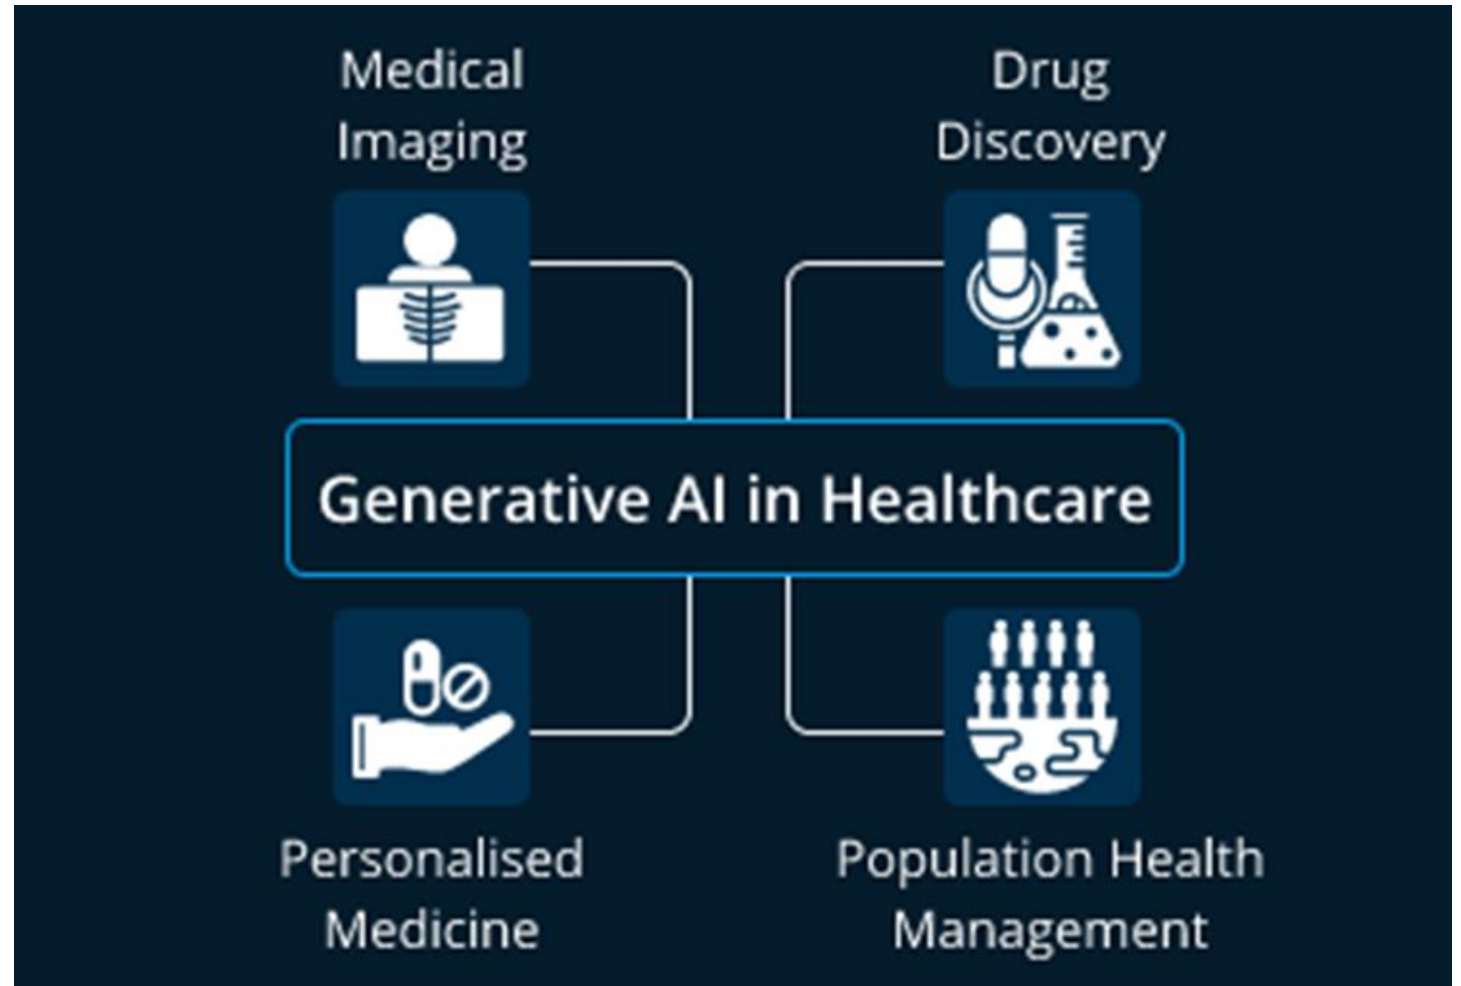 Medical
Imaging
Drug
Discovery
Generative AI in Healthcare
Personalised
Medicine
Population Health
Management